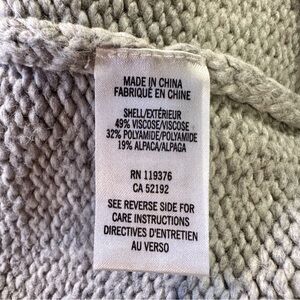 MADE IN CHINA
FABRIQUÉ EN CHINE
SHELL/EXTÉRIEUR
49% VISCOSE/VISCOSE
32% POLYAMIDE/POLYAMIDE
19% ALPACA/ALPAGA
RN 119376
CA 52192
SEE REVERSE SIDE FOR
CARE INSTRUCTIONS
DIRECTIVES D'ENTRETIEN
AU VERSO